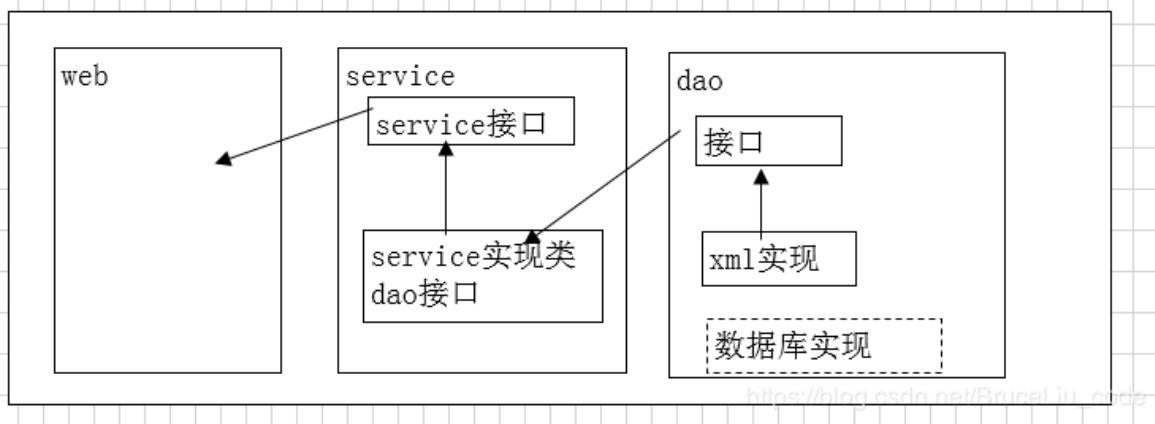 web
service
service接口
service实现类
dao接口
dao
接口
xml实现
数据库实现
https://blog.csdn.net/BruceLiu_code